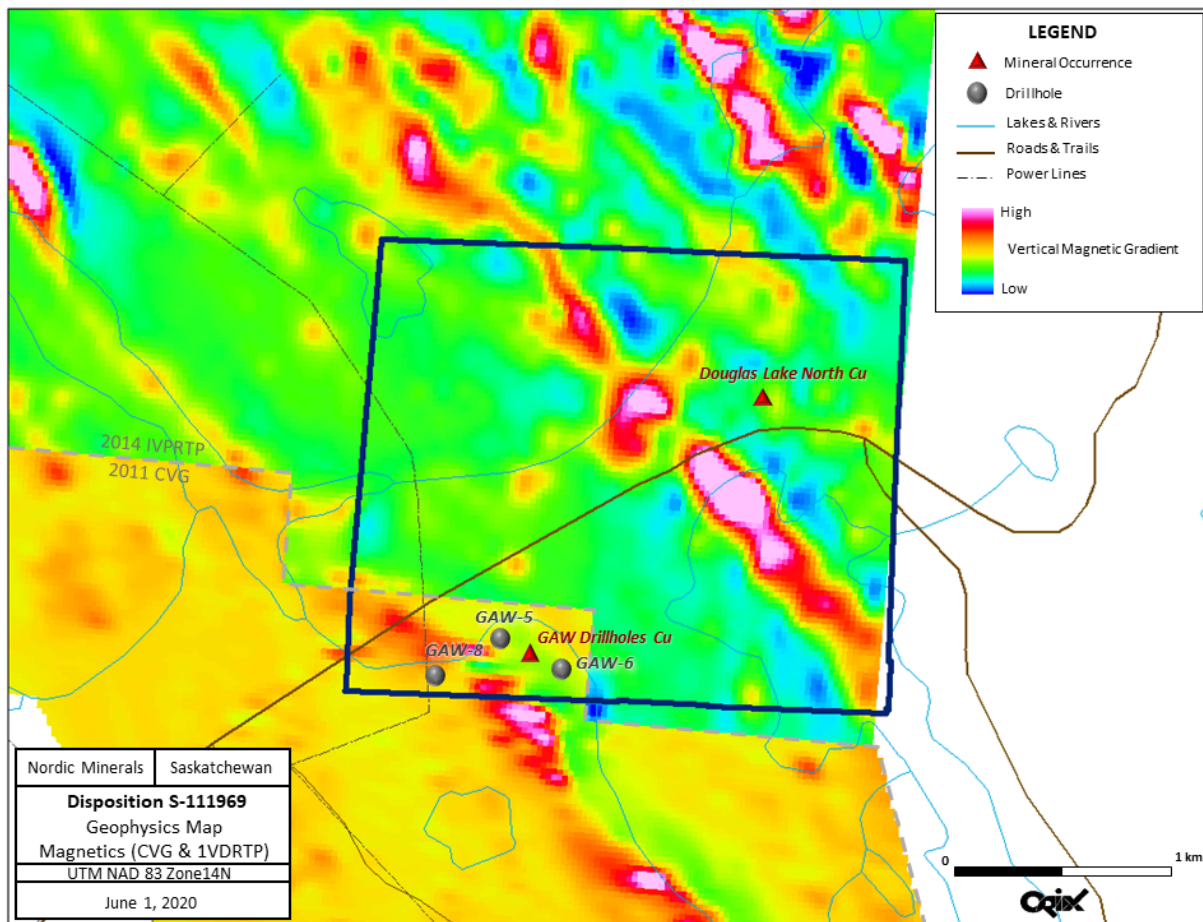 LEGEND
Mineral Occurrence
Drillhole
Lakes & Rivers
Roads & Trails
Power Lines
High
Vertical Magnetic Gradient
Low
Douglas Lake North Cu
2014 IVPRTP
2011 CVG
GAW-5
GAW Drillholes Cu
GAW-8
GAW-6
Nordic Minerals Saskatchewan
Disposition S-111969
Geophysics Map
Magnetics (CVG & 1VDRTP)
UTM NAD 83 Zone14N
June 1, 2020
0 1 km